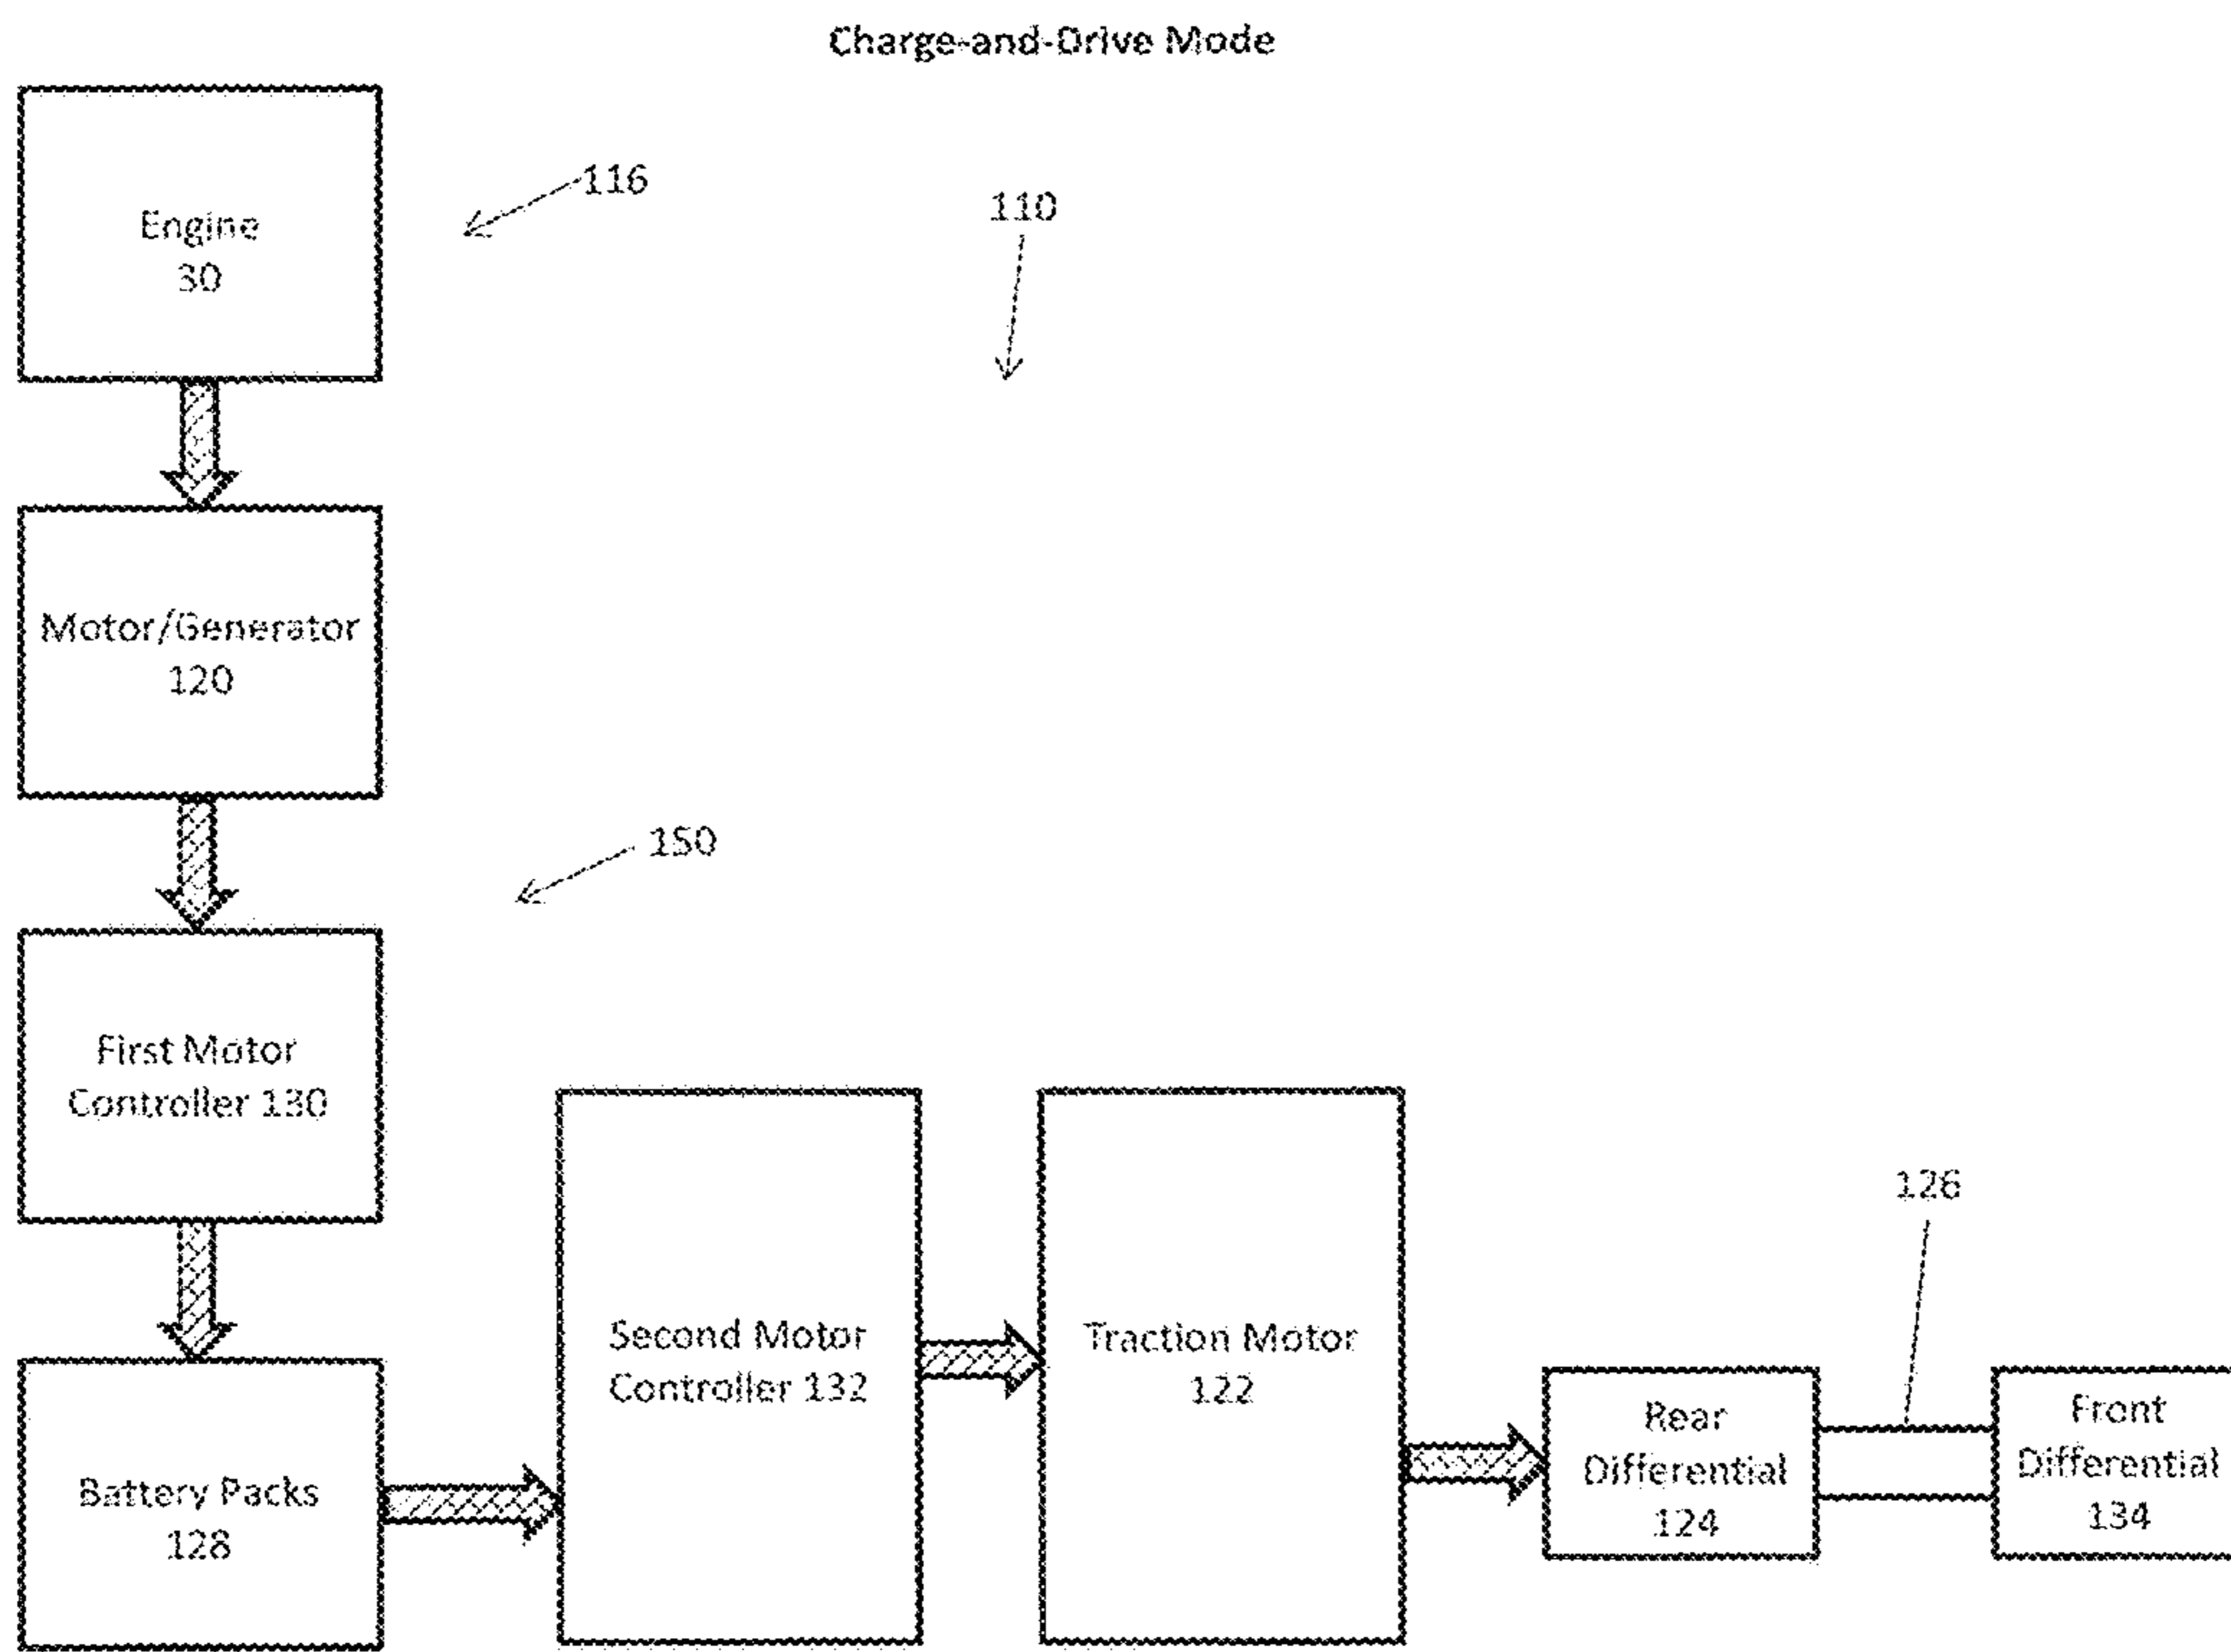 Charge-and-Drive Mode
Engine
30
116
110
Motor/Generator
120
150
First Motor
Controller 130
126
Second Motor
Controller 132
Traction Motor
122
Rear
Differential
124
Front
Differential
134
Battery Packs
128